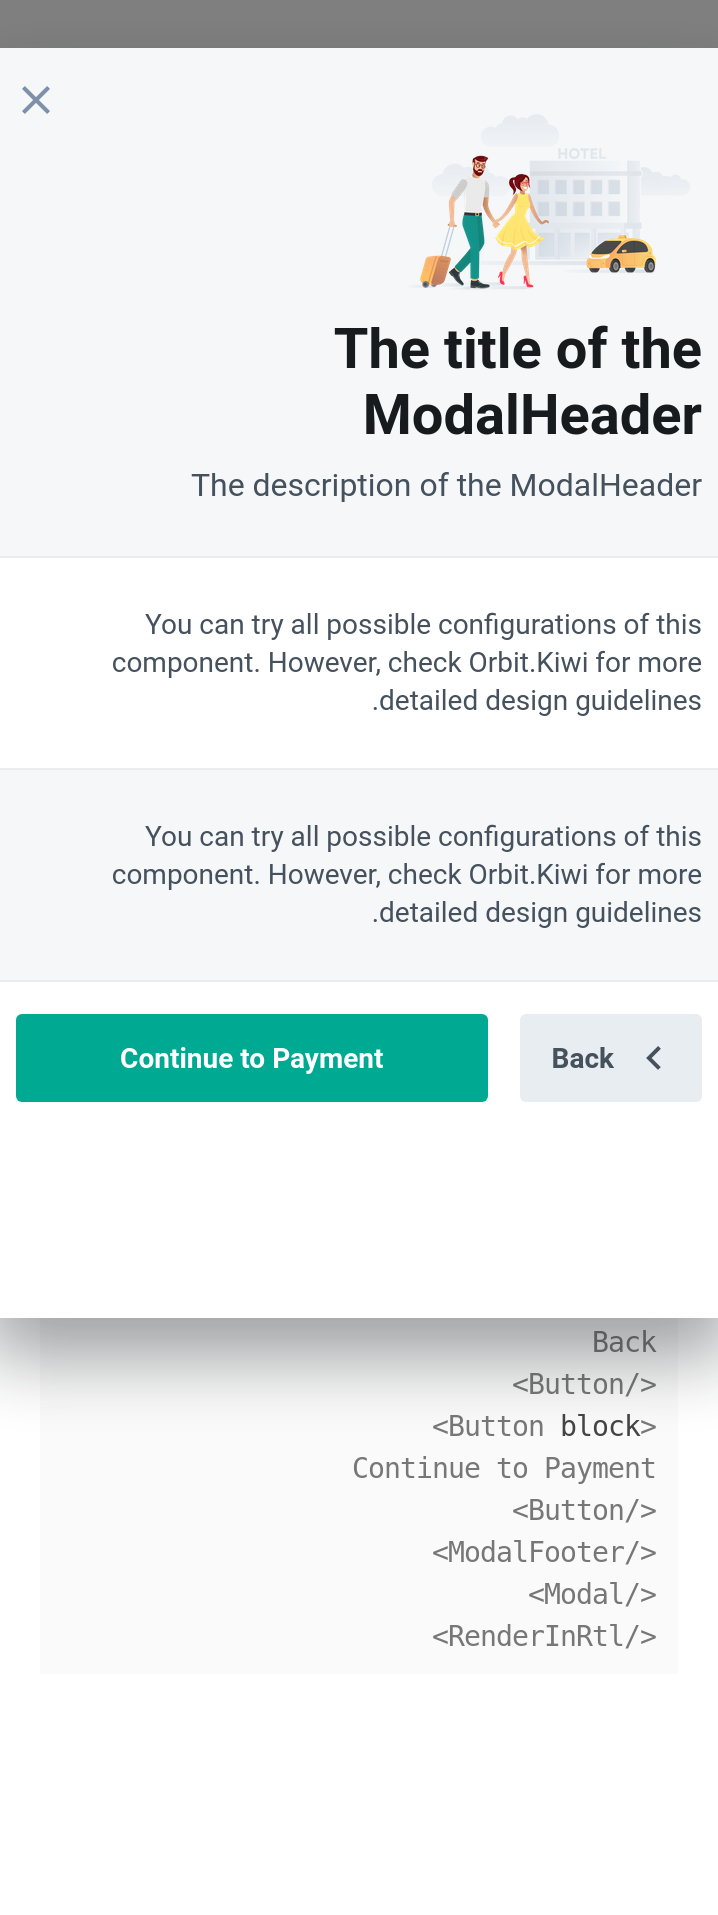 HOTEL
The title of the
ModalHeader
The description of the ModalHeader
You can try all possible configurations of this
component. However, check Orbit.Kiwi for more
.detailed design guidelines
You can try all possible configurations of this
component. However, check Orbit.Kiwi for more
.detailed design guidelines
Continue to Payment
Back
Back
<Button/>
<Button block>
Continue to Payment
<Button/>
<ModalFooter/>
<Modal/>
<RenderInRtl/>